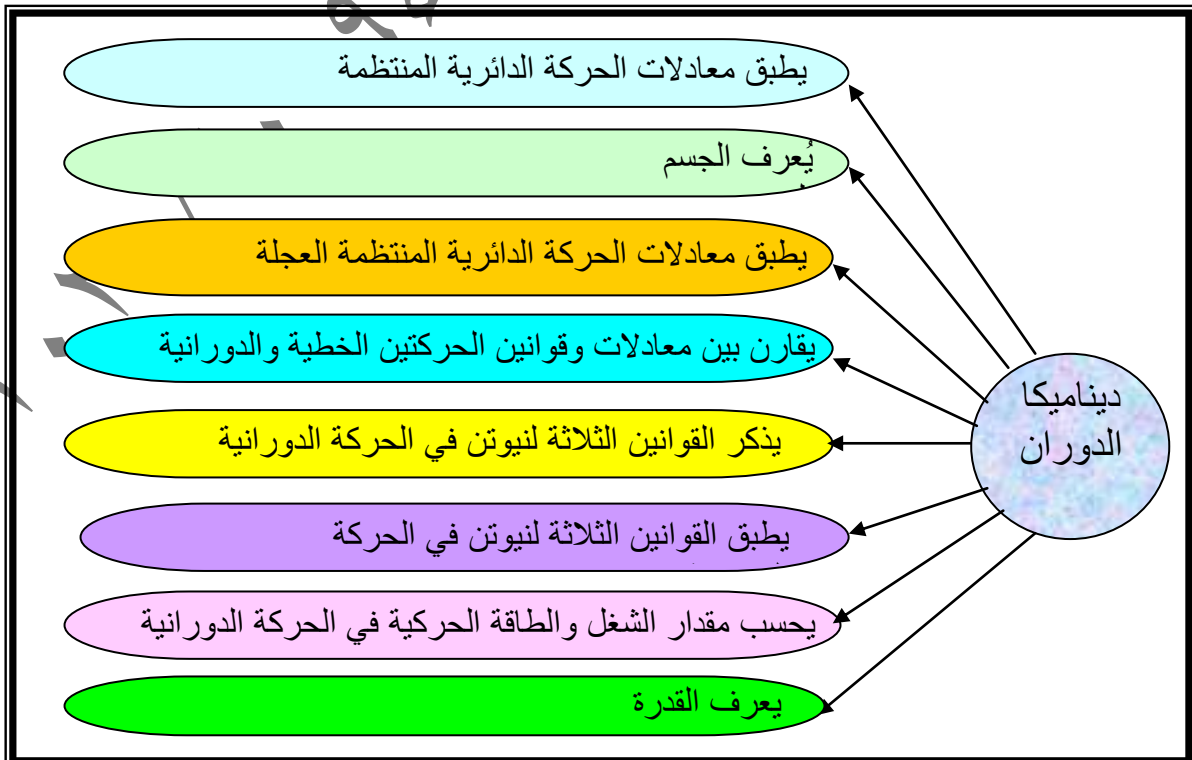 يطبق معادلات الحركة الدائرية المنتظمة
يُعرف الجسم
يطبق معادلات الحركة الدائرية المنتظمة العجلة
يقارن بين معادلات وقوانين الحركتين الخطية والدورانية
ديناميكا
الدوران
يذكر القوانين الثلاثة لنيوتن في الحركة الدورانية
يطبق القوانين الثلاثة لنيوتن في الحركة
يحسب مقدار الشغل والطاقة الحركية في الحركة الدورانية
يعرف القدرة